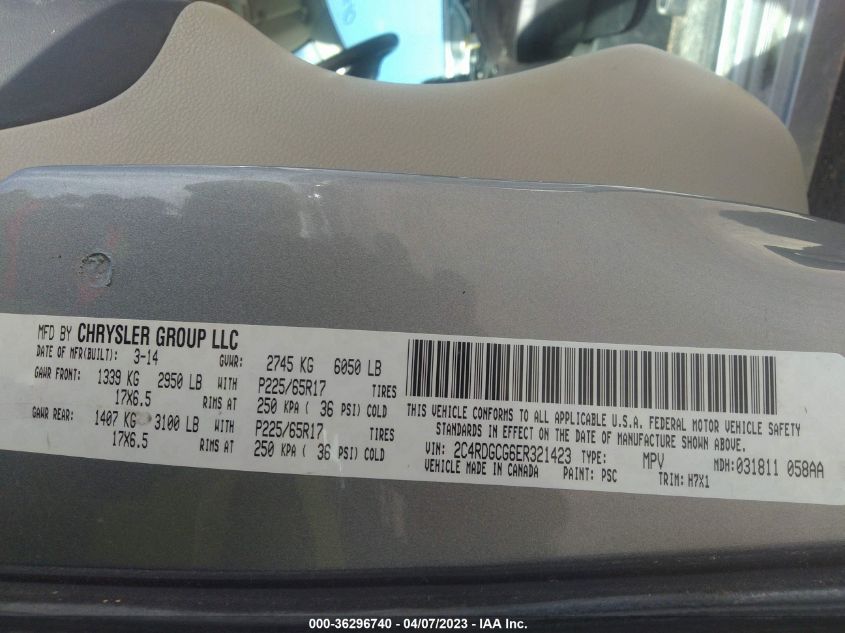 MFD BY CHRYSLER GROUP LLC
DATE OF MFR(BUILT): 3-14 GVWR: 2745 KG 6050 LB
GAWR FRONT: 1339 KG 2950 LB WITH P225/65R17 TIRES
17X6.5 RIMS AT 250 KPA ( 36 PSI) COLD
GAWR REAR: 1407 KG 3100 LB WITH P225/65R17 TIRES
17X6.5 RIMS AT 250 KPA ( 36 PSI) COLD
THIS VEHICLE CONFORMS TO ALL APPLICABLE U.S.A. FEDERAL MOTOR VEHICLE SAFETY
STANDARDS IN EFFECT ON THE DATE OF MANUFACTURE SHOWN ABOVE.
VIN: 2C4RDGCG6ER321423 TYPE: MPV MDH:031811 058AA
VEHICLE MADE IN CANADA PAINT: PSC TRIM: H7X1
000-36296740 - 04/07/2023 - IAA Inc.